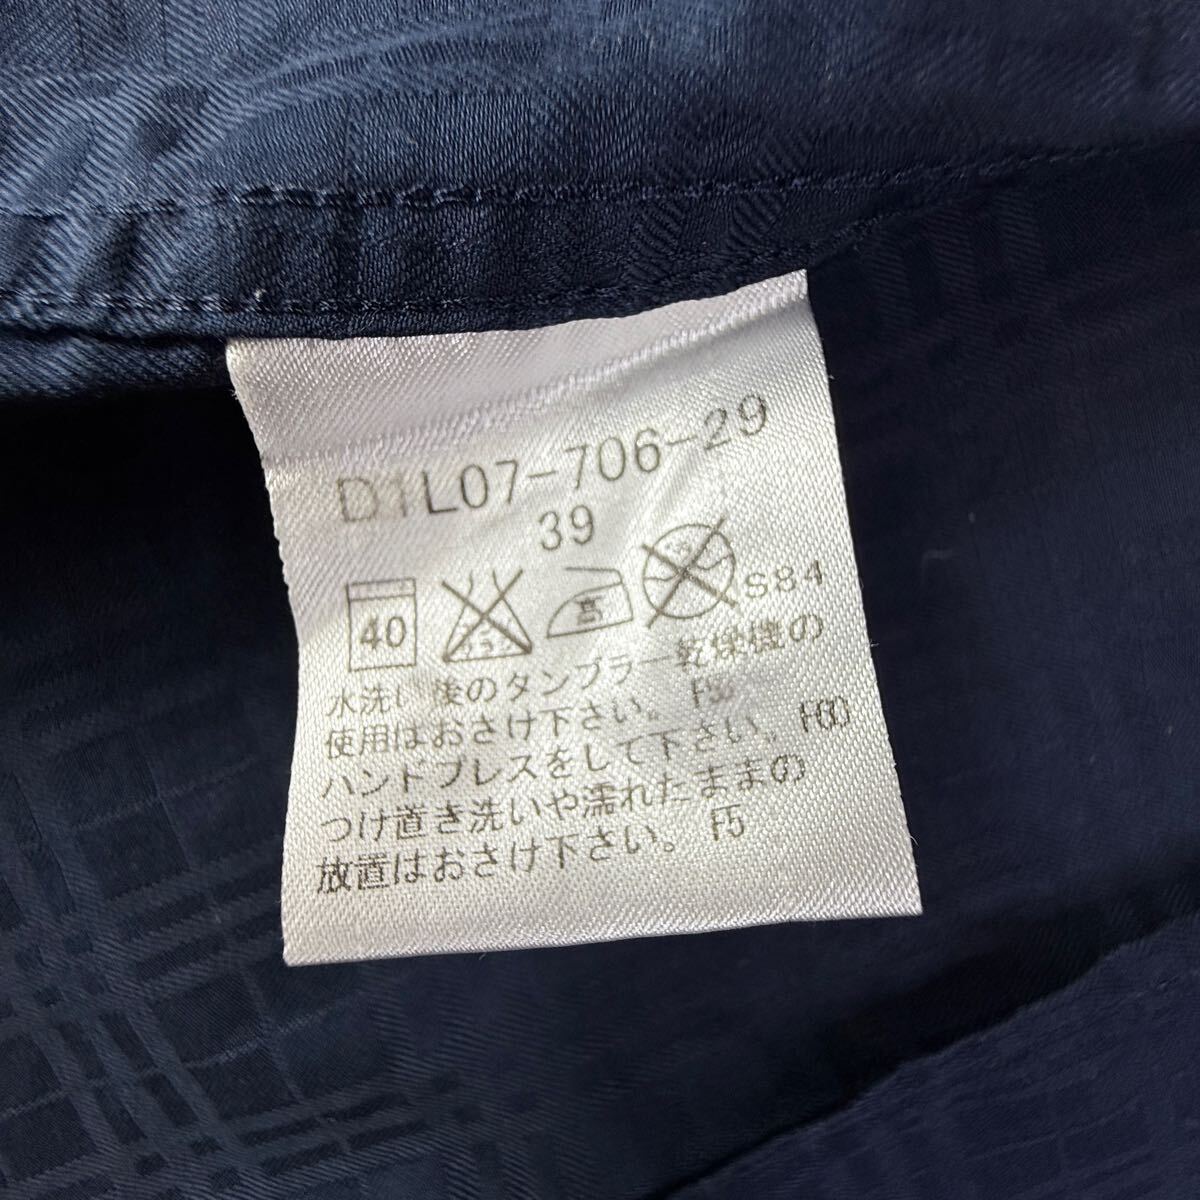 D1L07-706-29
39
40 高 S84
水洗い後のタンブラー乾燥機の
使用はおさけ下さい。
ハンドプレスをして下さい。 H60
つけ置き洗いや濡れたままの
放置はおさけ下さい。 F5